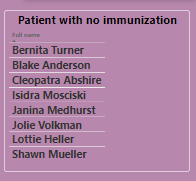 Patient with no immunization
Full name
Bernita Turner
Blake Anderson
Cleopatra Abshire
Isidra Mosciski
Janina Medhurst
Jolie Volkman
Lottie Heller
Shawn Mueller